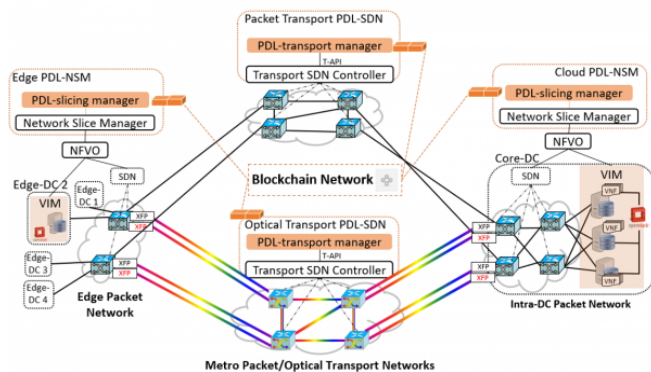 Packet Transport PDL-SDN
PDL-transport manager
T-API
Transport SDN Controller
Edge PDL-NSM
PDL-slicing manager
Network Slice Manager
NFVO
SDN
Edge-DC 2
VIM
Edge-
DC 1
XFP
XFP
Edge-
DC 3
Edge-
DC 4
XFP
XFP
Edge Packet
Network
Blockchain Network
Optical Transport PDL-SDN
PDL-transport manager
T-API
Transport SDN Controller
Metro Packet/Optical Transport Networks
Cloud PDL-NSM
PDL-slicing manager
Network Slice Manager
NFVO
Core-DC
SDN
VIM
VNF
VNF
VNF
XFP
XFP
XFP
XFP
Intra-DC Packet Network